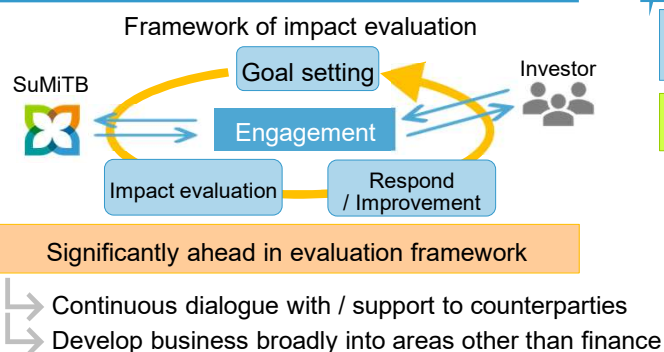 Framework of impact evaluation
SuMiTB
Goal setting
Investor
Engagement
Impact evaluation
Respond
/ Improvement
Significantly ahead in evaluation framework
Continuous dialogue with / support to counterparties
Develop business broadly into areas other than finance